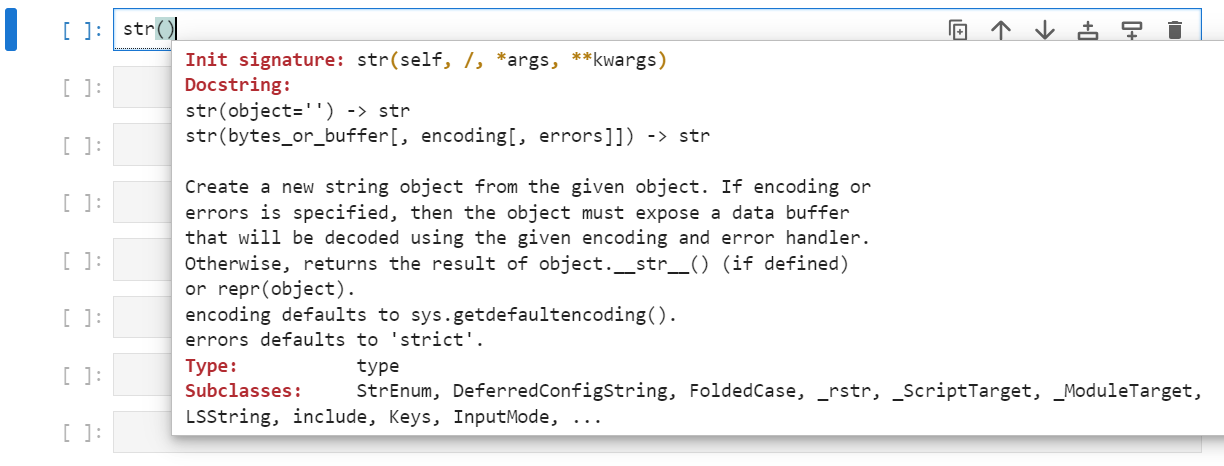 [ ]: str()
Init signature: str(self, /, *args, **kwargs)
[ ]: Docstring:
str(object='') -> str
[ ]: str(bytes_or_buffer[, encoding[, errors]]) -> str
[ ]: Create a new string object from the given object. If encoding or
errors is specified, then the object must expose a data buffer
that will be decoded using the given encoding and error handler.
[ ]: Otherwise, returns the result of object.__str__() (if defined)
or repr(object).
[ ]: encoding defaults to sys.getdefaultencoding().
errors defaults to 'strict'.
[ ]: Type: type
Subclasses: StrEnum, DeferredConfigString, FoldedCase, _rstr, _ScriptTarget, _ModuleTarget,
[ ]: LSString, include, Keys, InputMode, ...